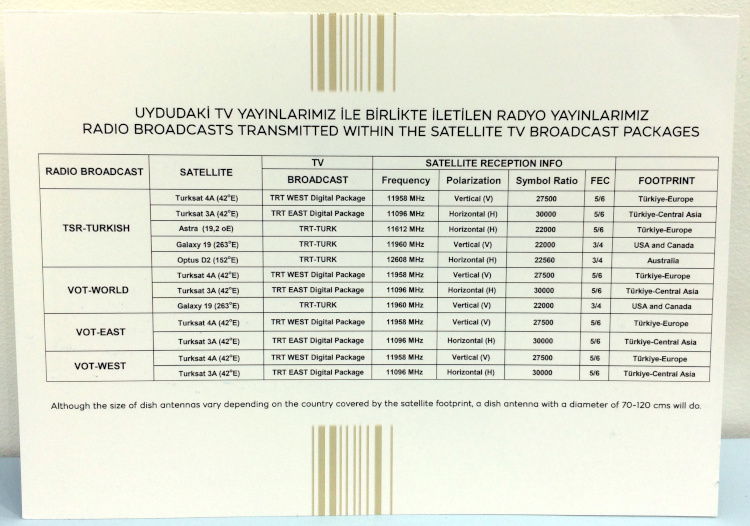 UYDUDAKİ TV YAYINLARIMIZ İLE BİRLİKTE İLETİLEN RADYO YAYINLARIMIZ
RADIO BROADCASTS TRANSMITTED WITHIN THE SATELLITE TV BROADCAST PACKAGES
RADIO BROADCAST SATELLITE TV BROADCAST SATELLITE RECEPTION INFO
Frequency Polarization Symbol Ratio FEC FOOTPRINT
TSR-TURKISH
Turksat 4A (42°E) TRT WEST Digital Package 11958 MHz Vertical (V) 27500 5/6 Türkiye-Europe
Turksat 3A (42°E) TRT EAST Digital Package 11096 MHz Horizontal (H) 30000 5/6 Türkiye-Central Asia
Astra (19,2 oE) TRT-TURK 11612 MHz Horizontal (H) 22000 5/6 Türkiye-Europe
Galaxy 19 (263°E) TRT-TURK 11960 MHz Vertical (V) 22000 3/4 USA and Canada
Optus D2 (152°E) TRT-TURK 12608 MHz Horizontal (H) 22560 3/4 Australia
VOT-WORLD
Turksat 4A (42°E) TRT WEST Digital Package 11958 MHz Vertical (V) 27500 5/6 Türkiye-Europe
Turksat 3A (42°E) TRT EAST Digital Package 11096 MHz Horizontal (H) 30000 5/6 Türkiye-Central Asia
Galaxy 19 (263°E) TRT-TURK 11960 MHz Vertical (V) 22000 3/4 USA and Canada
VOT-EAST
Turksat 4A (42°E) TRT WEST Digital Package 11958 MHz Vertical (V) 27500 5/6 Türkiye-Europe
Turksat 3A (42°E) TRT EAST Digital Package 11096 MHz Horizontal (H) 30000 5/6 Türkiye-Central Asia
VOT-WEST
Turksat 4A (42°E) TRT WEST Digital Package 11958 MHz Vertical (V) 27500 5/6 Türkiye-Europe
Turksat 3A (42°E) TRT EAST Digital Package 11096 MHz Horizontal (H) 30000 5/6 Türkiye-Central Asia
Although the size of dish antennas vary depending on the country covered by the satellite footprint, a dish antenna with a diameter of 70-120 cms will do.